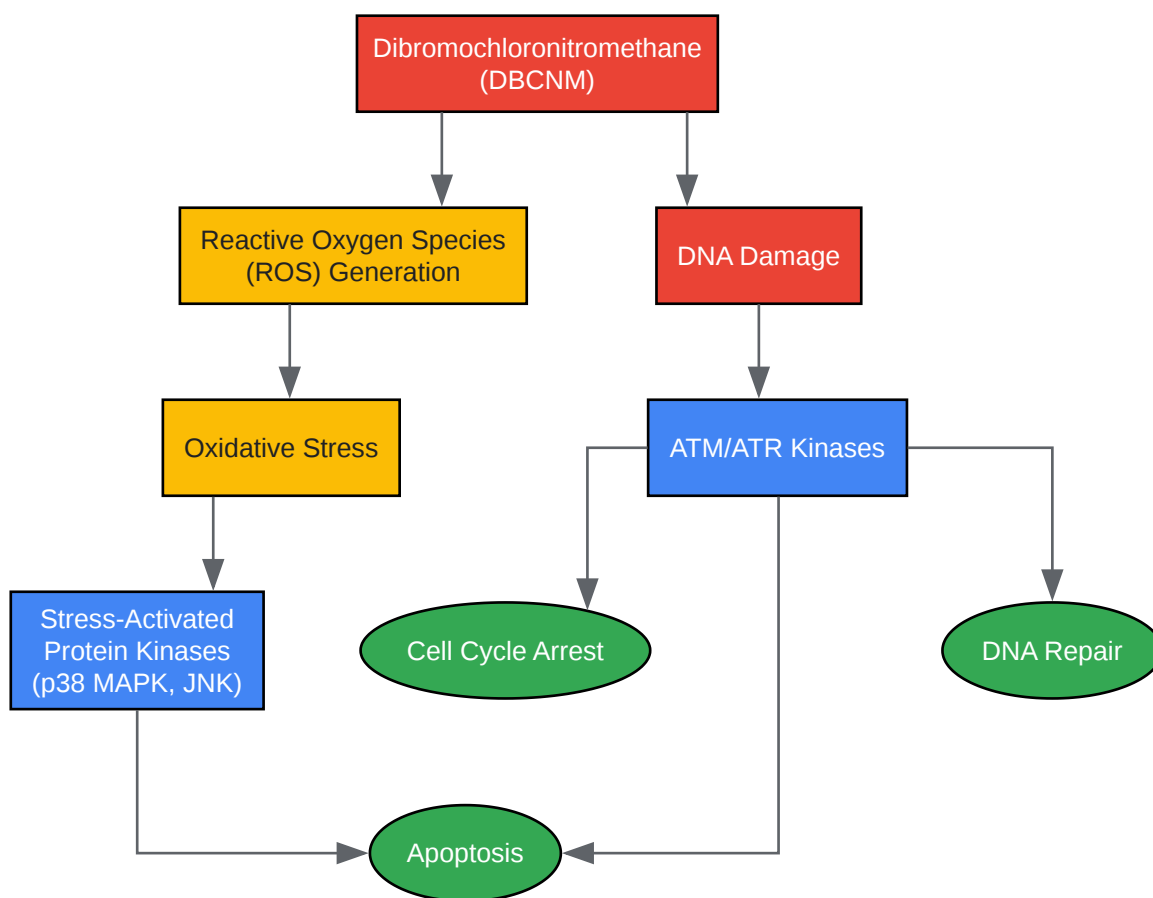 Dibromochloronitromethane
(DBCNM)
Reactive Oxygen Species
(ROS) Generation
DNA Damage
Oxidative Stress
ATM/ATR Kinases
Stress-Activated
Protein Kinases
(p38 MAPK, JNK)
Cell Cycle Arrest
DNA Repair
Apoptosis